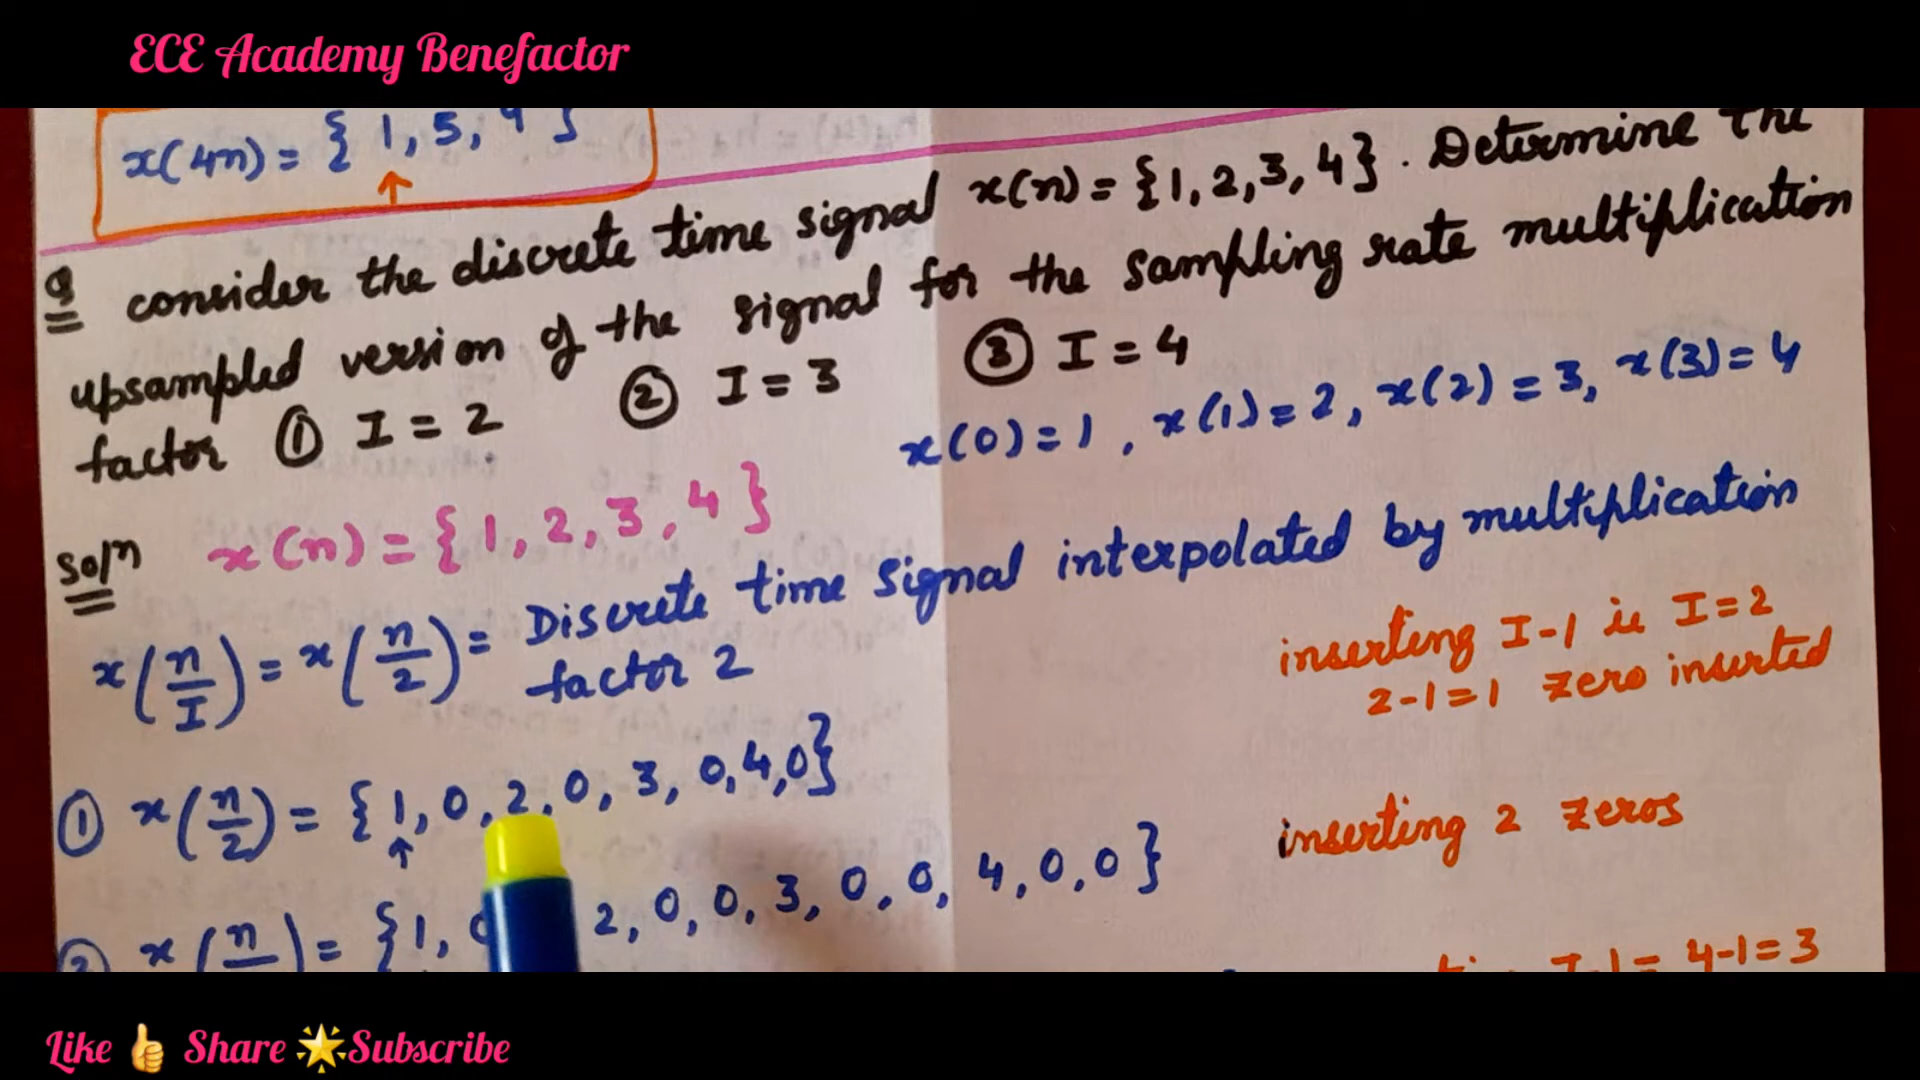 ECE Academy Benefactor
x(4n) = { 1, 5, 9 }
↑
Q consider the discrete time signal x(n) = {1, 2, 3, 4}. Determine the
upsampled version of the signal for the sampling rate multiplication
factor ① I = 2 ② I = 3 ③ I = 4
x(0) = 1, x(1) = 2, x(2) = 3, x(3) = 4
Solⁿ x(n) = {1, 2, 3, 4}
x(n/I) = x(n/2) = Discrete time signal interpolated by multiplication
factor 2
inserting I-1 ie I = 2
2-1 = 1 zero inserted
① x(n/2) = {1, 0, 2, 0, 3, 0, 4, 0}
↑
inserting 2 zeros
② x(n = {1, 2, 0, 0, 3, 0, 0, 4, 0, 0}
I-1 = 4-1 = 3
Like 👍 Share 🌟Subscribe